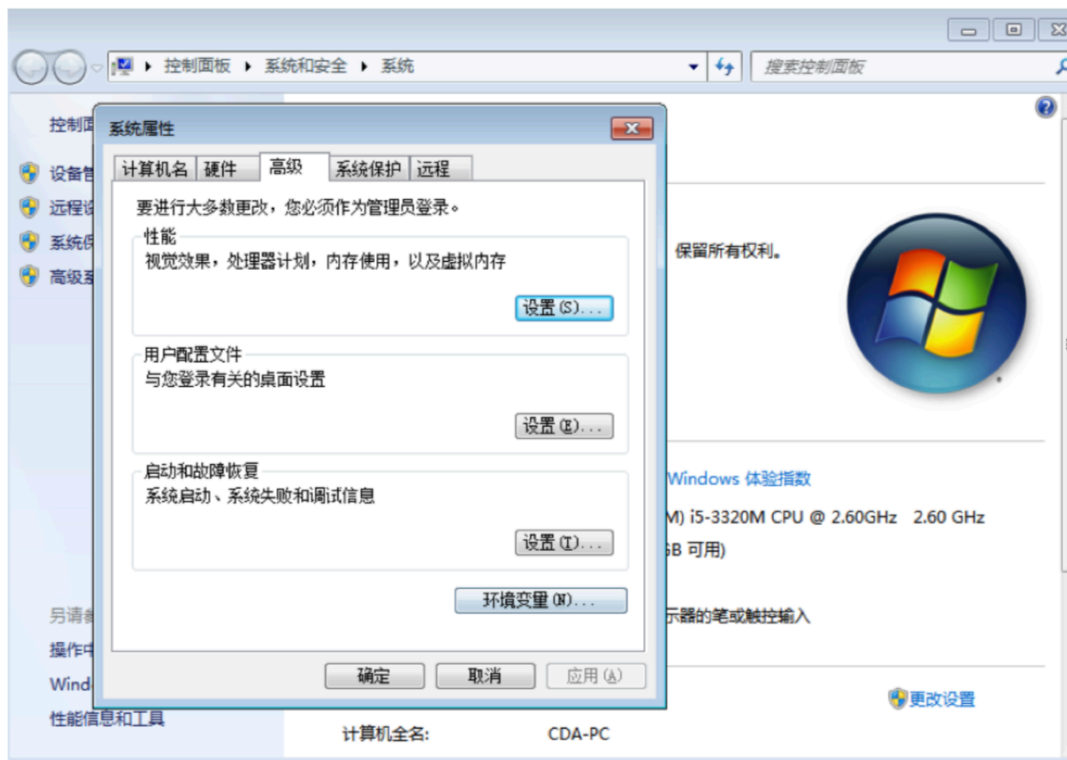 控制面板 ▸ 系统和安全 ▸ 系统
搜索控制面板
系统属性
计算机名 硬件 高级 系统保护 远程
要进行大多数更改，您必须作为管理员登录。
性能
视觉效果，处理器计划，内存使用，以及虚拟内存
设置(S)...
用户配置文件
与您登录有关的桌面设置
设置(E)...
启动和故障恢复
系统启动、系统失败和调试信息
设置(T)...
环境变量(N)...
确定 取消 应用(A)
控制
设备
远程
系统
高级
保留所有权利。
Windows 体验指数
M) i5-3320M CPU @ 2.60GHz 2.60 GHz
GB 可用)
示器的笔或触控输入
另请
操作中
Wind
性能信息和工具
更改设置
计算机全名: CDA-PC